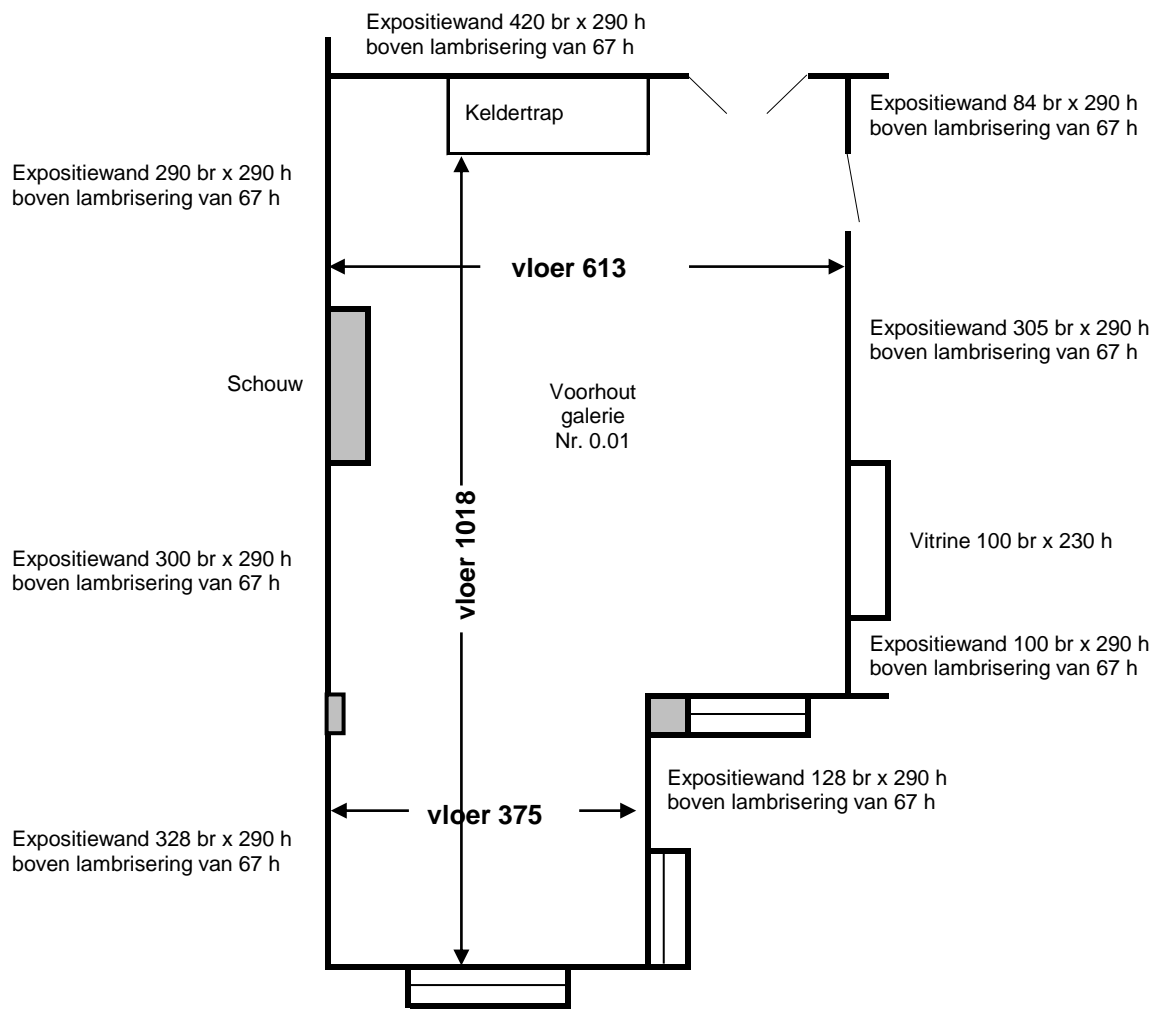 Expositiewand 420 br x 290 h
boven lambrisering van 67 h
Keldertrap
Expositiewand 84 br x 290 h
boven lambrisering van 67 h
Expositiewand 290 br x 290 h
boven lambrisering van 67 h
vloer 613
Expositiewand 305 br x 290 h
boven lambrisering van 67 h
Schouw
Voorhout
galerie
Nr. 0.01
vloer 1018
Vitrine 100 br x 230 h
Expositiewand 300 br x 290 h
boven lambrisering van 67 h
Expositiewand 100 br x 290 h
boven lambrisering van 67 h
Expositiewand 128 br x 290 h
boven lambrisering van 67 h
vloer 375
Expositiewand 328 br x 290 h
boven lambrisering van 67 h